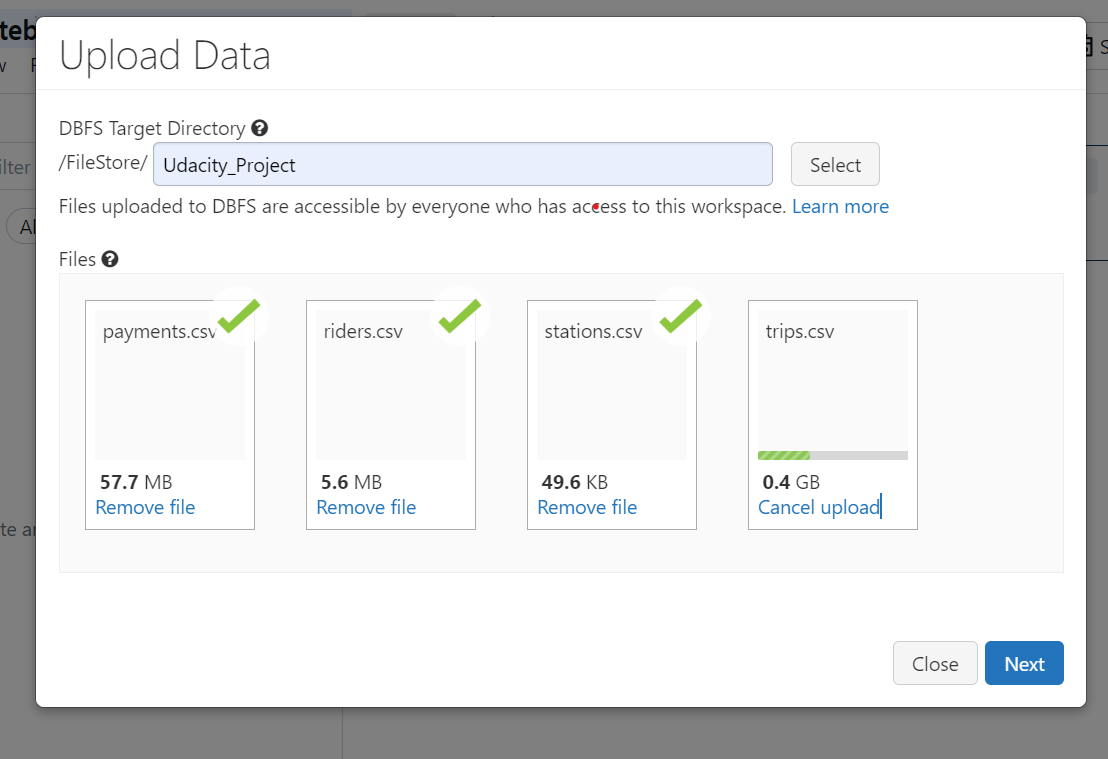 Upload Data
DBFS Target Directory
/FileStore/ Udacity_Project Select
Files uploaded to DBFS are accessible by everyone who has access to this workspace. Learn more
Files
payments.csv riders.csv stations.csv trips.csv
57.7 MB 5.6 MB 49.6 KB 0.4 GB
Remove file Remove file Remove file Cancel upload
Close Next